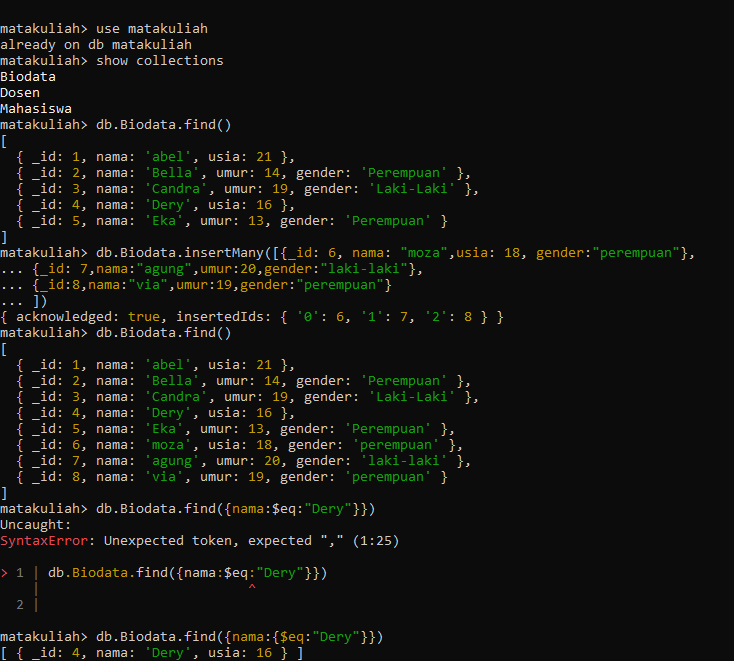 matakuliah> use matakuliah
already on db matakuliah
matakuliah> show collections
Biodata
Dosen
Mahasiswa
matakuliah> db.Biodata.find()
[
  { _id: 1, nama: 'abel', usia: 21 },
  { _id: 2, nama: 'Bella', umur: 14, gender: 'Perempuan' },
  { _id: 3, nama: 'Candra', umur: 19, gender: 'Laki-Laki' },
  { _id: 4, nama: 'Dery', usia: 16 },
  { _id: 5, nama: 'Eka', umur: 13, gender: 'Perempuan' }
]
matakuliah> db.Biodata.insertMany([{_id: 6, nama: "moza",usia: 18, gender:"perempuan"},
... {_id: 7,nama:"agung",umur:20,gender:"laki-laki"},
... {_id:8,nama:"via",umur:19,gender:"perempuan"}
... ])
{ acknowledged: true, insertedIds: { '0': 6, '1': 7, '2': 8 } }
matakuliah> db.Biodata.find()
[
  { _id: 1, nama: 'abel', usia: 21 },
  { _id: 2, nama: 'Bella', umur: 14, gender: 'Perempuan' },
  { _id: 3, nama: 'Candra', umur: 19, gender: 'Laki-Laki' },
  { _id: 4, nama: 'Dery', usia: 16 },
  { _id: 5, nama: 'Eka', umur: 13, gender: 'Perempuan' },
  { _id: 6, nama: 'moza', usia: 18, gender: 'perempuan' },
  { _id: 7, nama: 'agung', umur: 20, gender: 'laki-laki' },
  { _id: 8, nama: 'via', umur: 19, gender: 'perempuan' }
]
matakuliah> db.Biodata.find({nama:$eq:"Dery"}})
Uncaught:
SyntaxError: Unexpected token, expected "," (1:25)
> 1 | db.Biodata.find({nama:$eq:"Dery"}})
    |                          ^
  2 |
matakuliah> db.Biodata.find({nama:{$eq:"Dery"}})
[ { _id: 4, nama: 'Dery', usia: 16 } ]